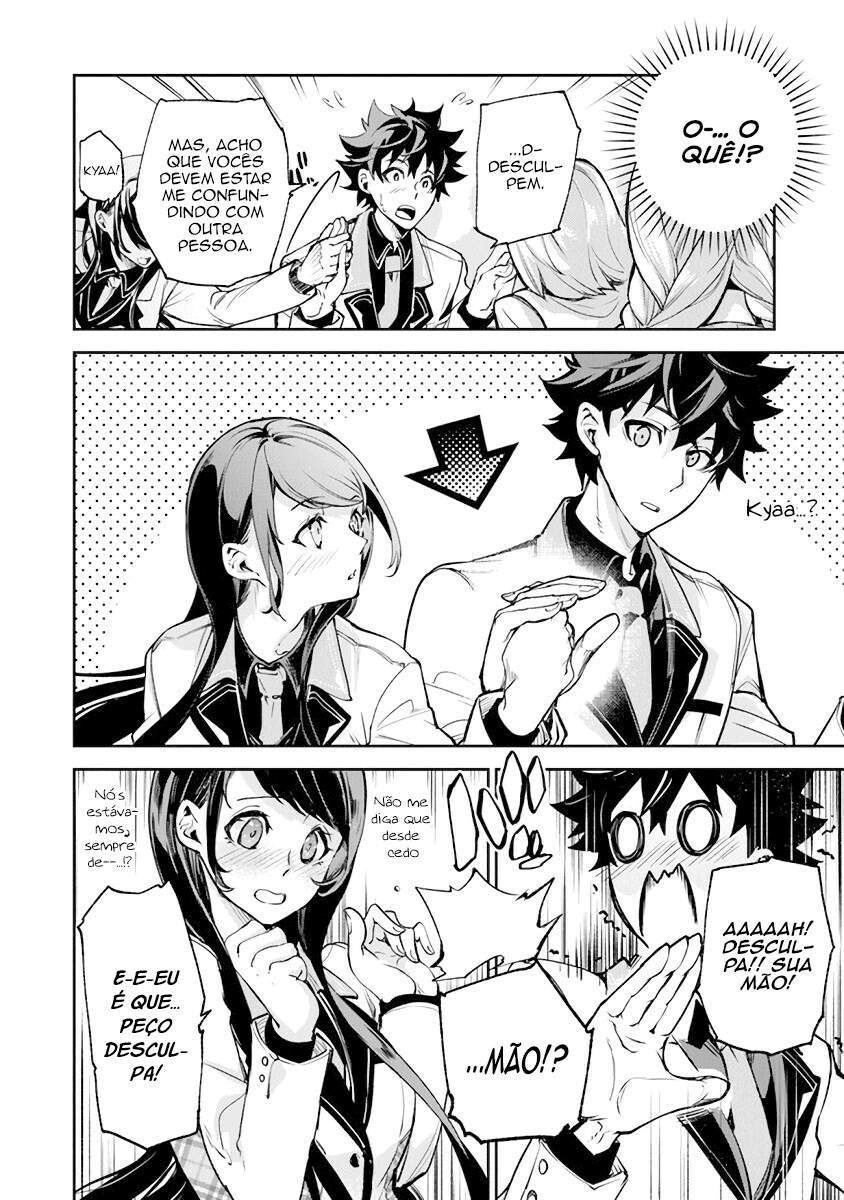 O-... O
QUÊ!?
...D-
DESCUL-
PEM.
MAS, ACHO
QUE VOCÊS
DEVEM ESTAR
ME CONFUN-
DINDO COM
OUTRA
PESSOA.
KYAA!
Kyaa...?
AAAAAH!
DESCUL-
PA!! SUA
MÃO!
...MÃO!?
Não me
diga que
desde
cedo
Nós
estáva-
mos,
sempre
de--...!?
E-E-EU
É QUE...
PEÇO
DESCUL-
PA!